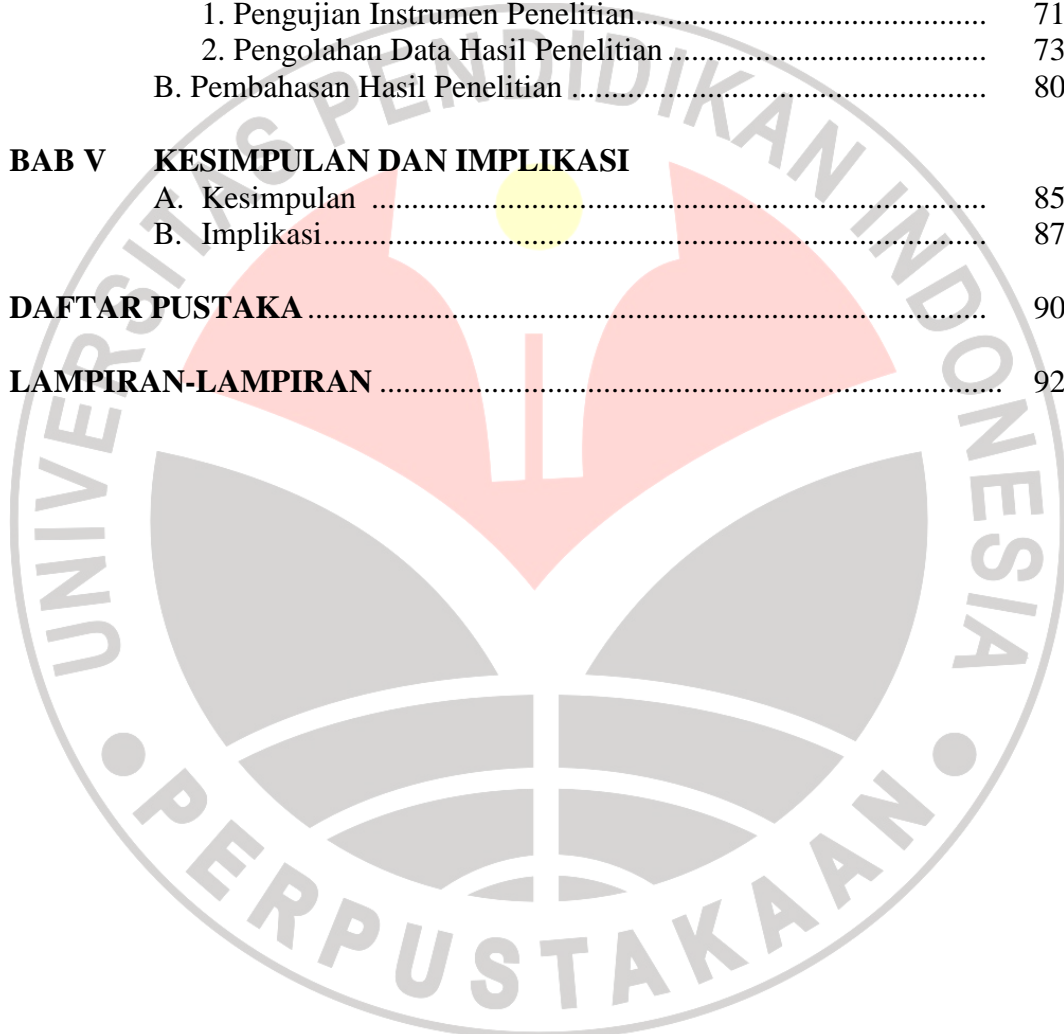 1. Pengujian Instrumen Penelitian....................................... 71
2. Pengolahan Data Hasil Penelitian ................................... 73
B. Pembahasan Hasil Penelitian .............................................. 80
BAB V KESIMPULAN DAN IMPLIKASI
A. Kesimpulan .................................................................... 85
B. Implikasi.......................................................................... 87
DAFTAR PUSTAKA ........................................................................... 90
LAMPIRAN-LAMPIRAN ..................................................................... 92
UNIVERSITAS PENDIDIKAN INDONESIA
PERPUSTAKAAN